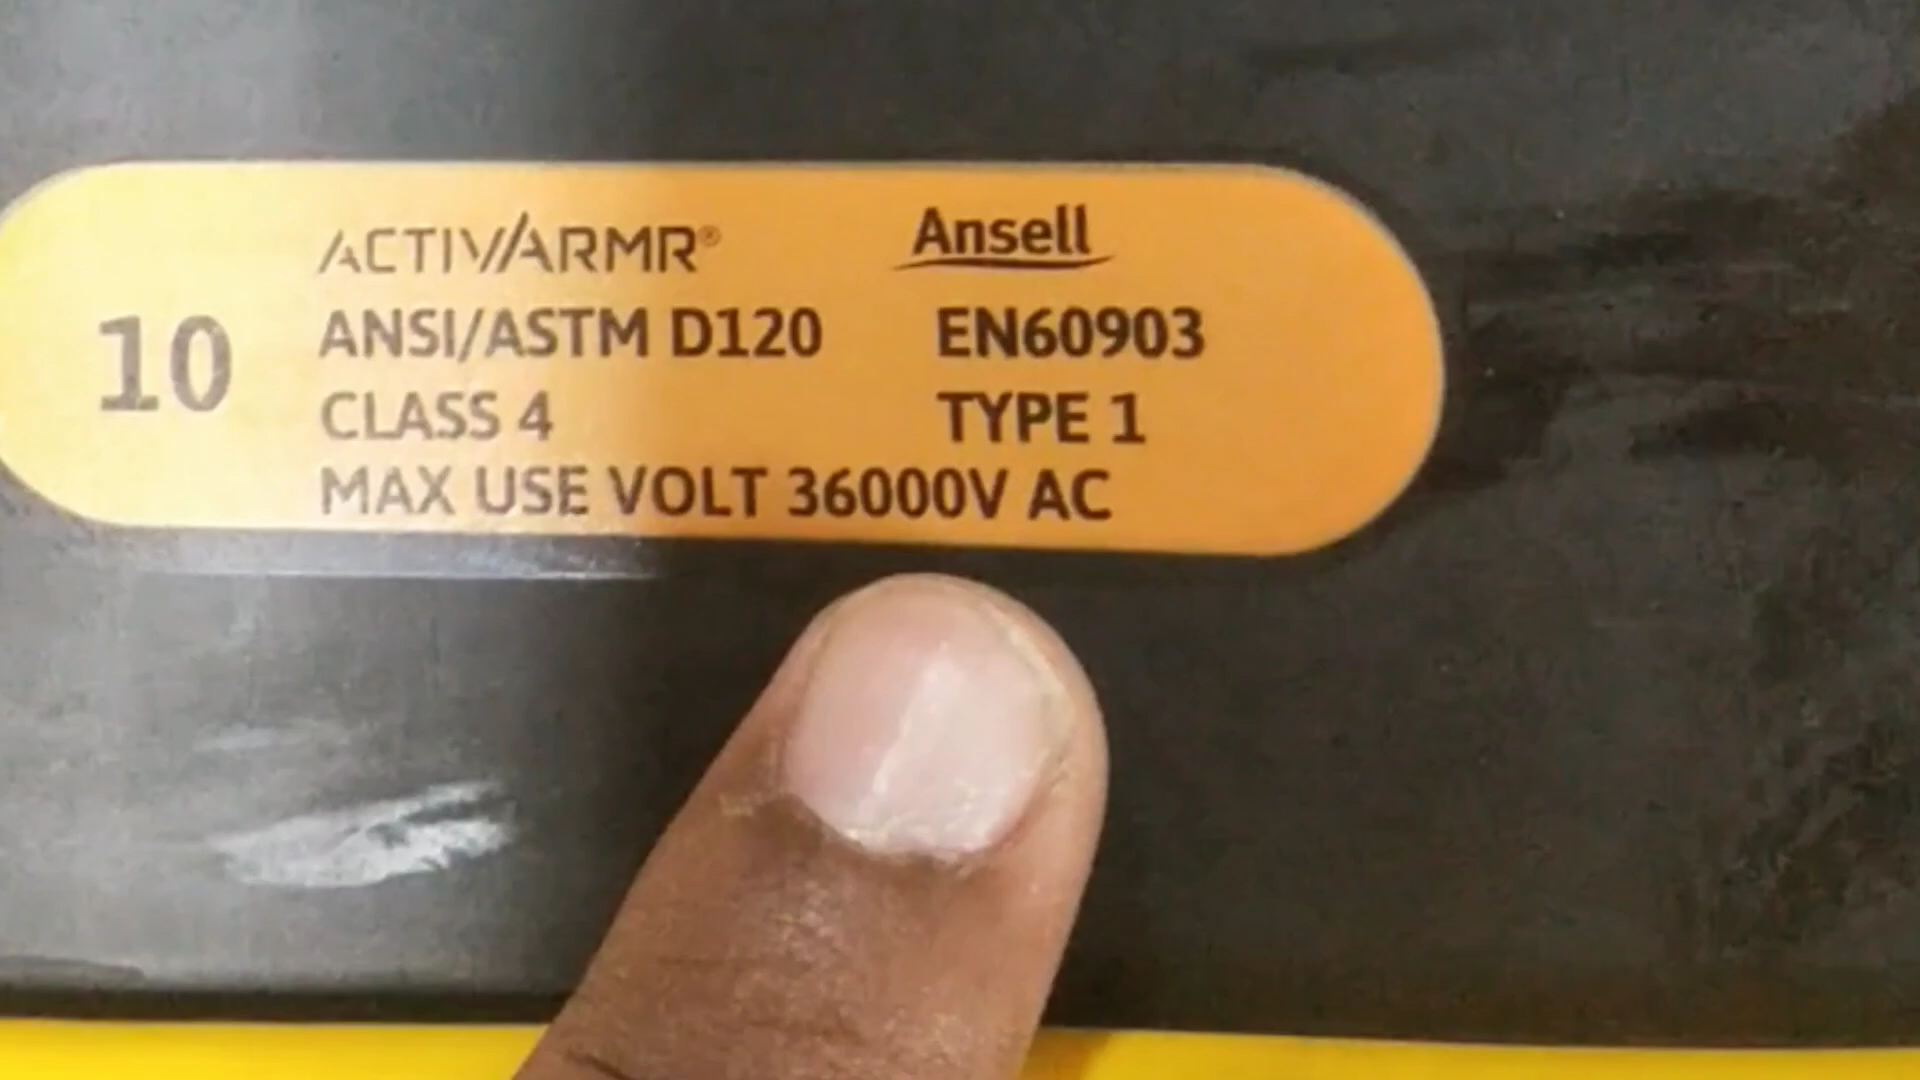 10
ACTIVARMR® Ansell
ANSI/ASTM D120 EN60903
CLASS 4 TYPE 1
MAX USE VOLT 36000V AC